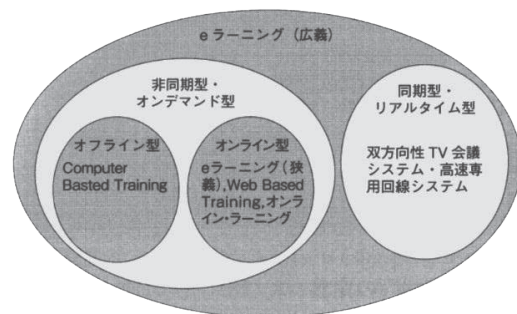 eラーニング（広義）
非同期型・
オンデマンド型
オフライン型
Computer
Basted Training
オンライン型
eラーニング（狭
義）,Web Based
Training,オンラ
イン・ラーニング
同期型・
リアルタイム型
双方向性 TV 会議
システム・高速専
用回線システム